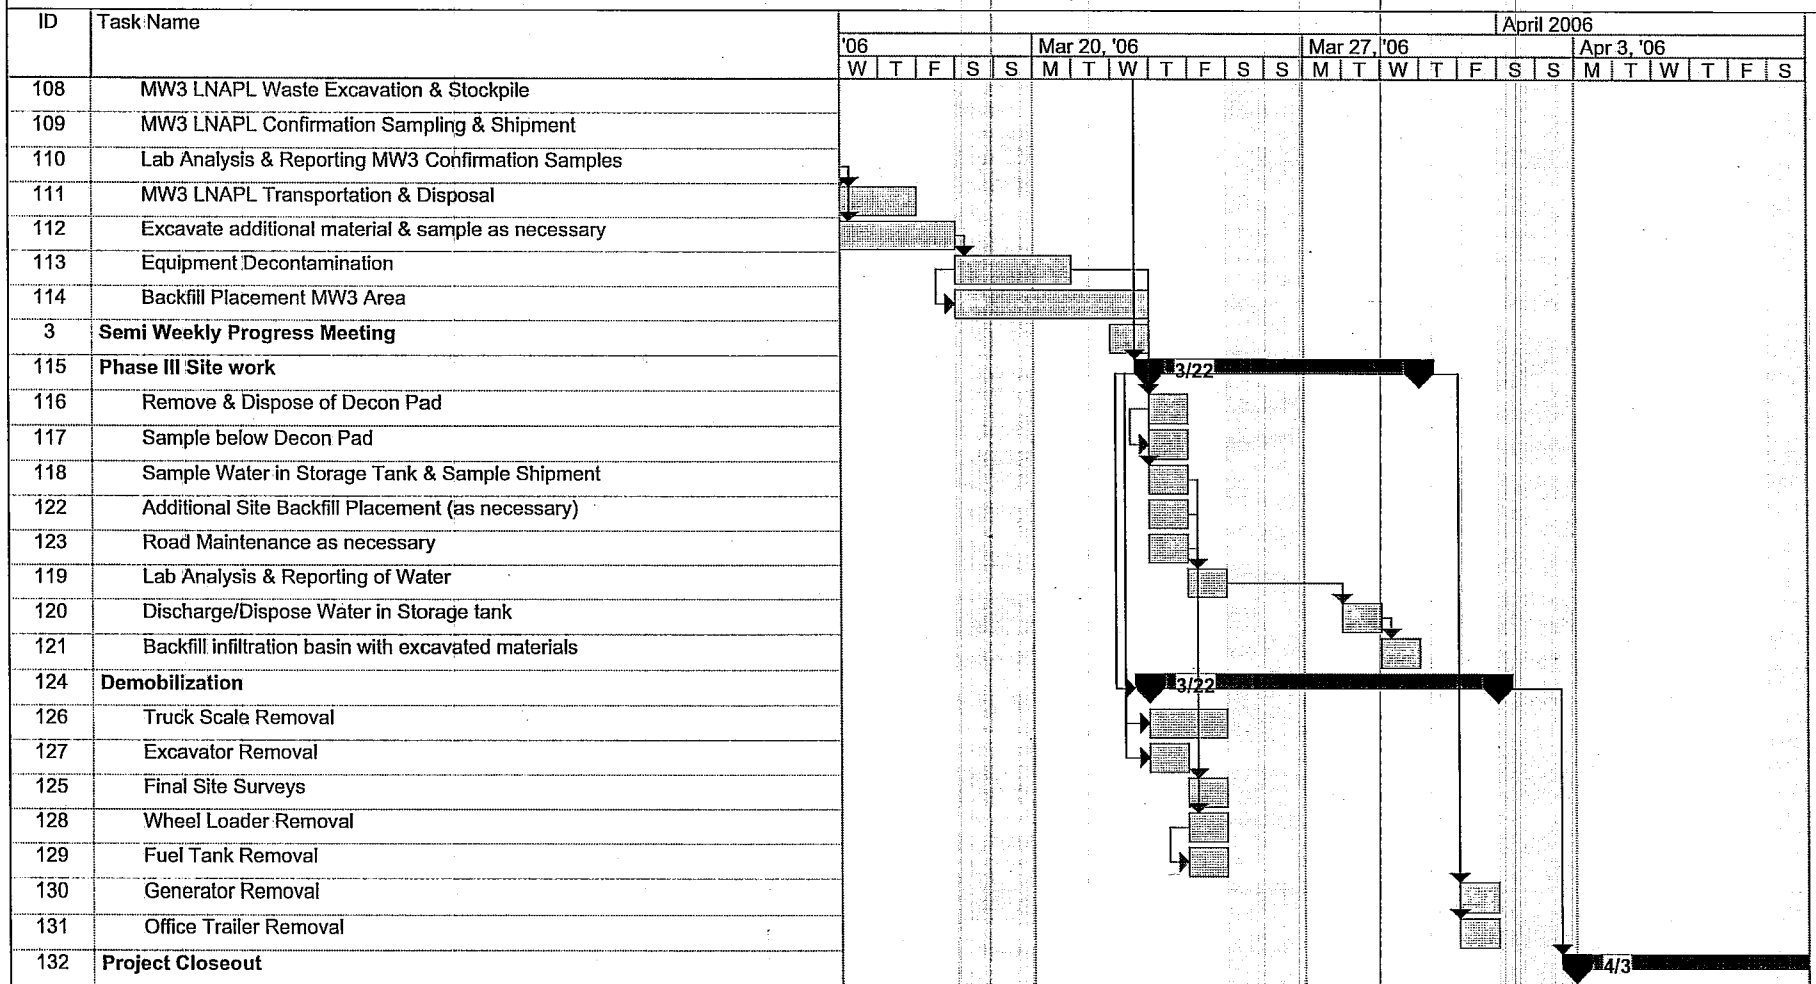 ID Task Name April 2006
'06 Mar 20, '06 Mar 27, '06 Apr 3, '06
W T F S S M T W T F S S M T W T F S S M T W T F S
108 MW3 LNAPL Waste Excavation & Stockpile
109 MW3 LNAPL Confirmation Sampling & Shipment
110 Lab Analysis & Reporting MW3 Confirmation Samples
111 MW3 LNAPL Transportation & Disposal
112 Excavate additional material & sample as necessary
113 Equipment Decontamination
114 Backfill Placement MW3 Area
3 Semi Weekly Progress Meeting
115 Phase III Site work 3/22
116 Remove & Dispose of Decon Pad
117 Sample below Decon Pad
118 Sample Water in Storage Tank & Sample Shipment
122 Additional Site Backfill Placement (as necessary)
123 Road Maintenance as necessary
119 Lab Analysis & Reporting of Water
120 Discharge/Dispose Water in Storage tank
121 Backfill infiltration basin with excavated materials
124 Demobilization 3/22
126 Truck Scale Removal
127 Excavator Removal
125 Final Site Surveys
128 Wheel Loader Removal
129 Fuel Tank Removal
130 Generator Removal
131 Office Trailer Removal
132 Project Closeout 4/3